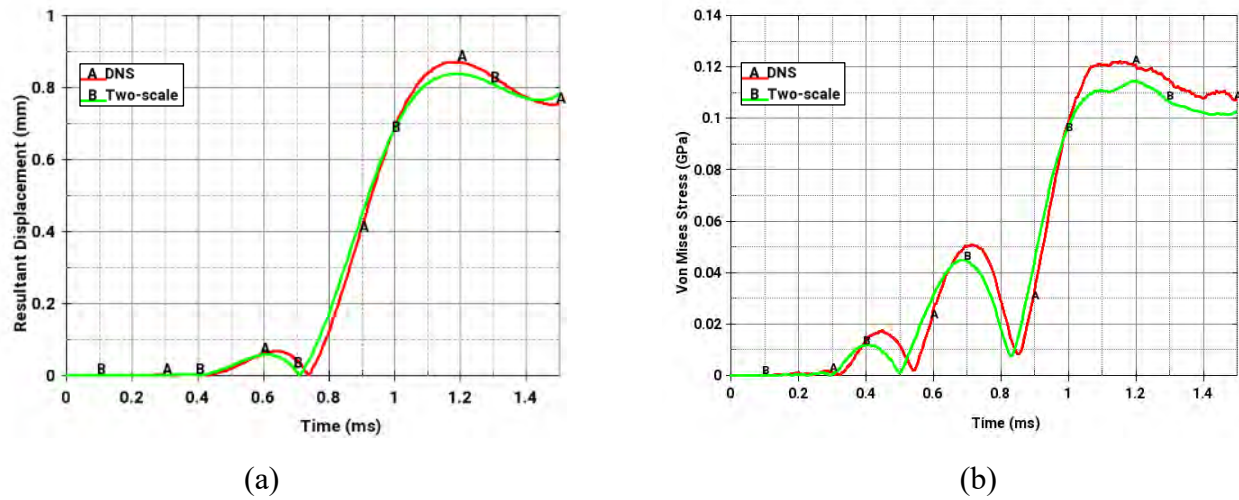 1
0.8
0.6
0.4
0.2
0
Resultant Displacement (mm)
A DNS
B Two-scale
B A B A B A B A B A
0 0.2 0.4 0.6 0.8 1 1.2 1.4
Time (ms)
(a)
0.14
0.12
0.1
0.08
0.06
0.04
0.02
0
Von Mises Stress (GPa)
A DNS
B Two-scale
B A B A B A B A B A
0 0.2 0.4 0.6 0.8 1 1.2 1.4
Time (ms)
(b)